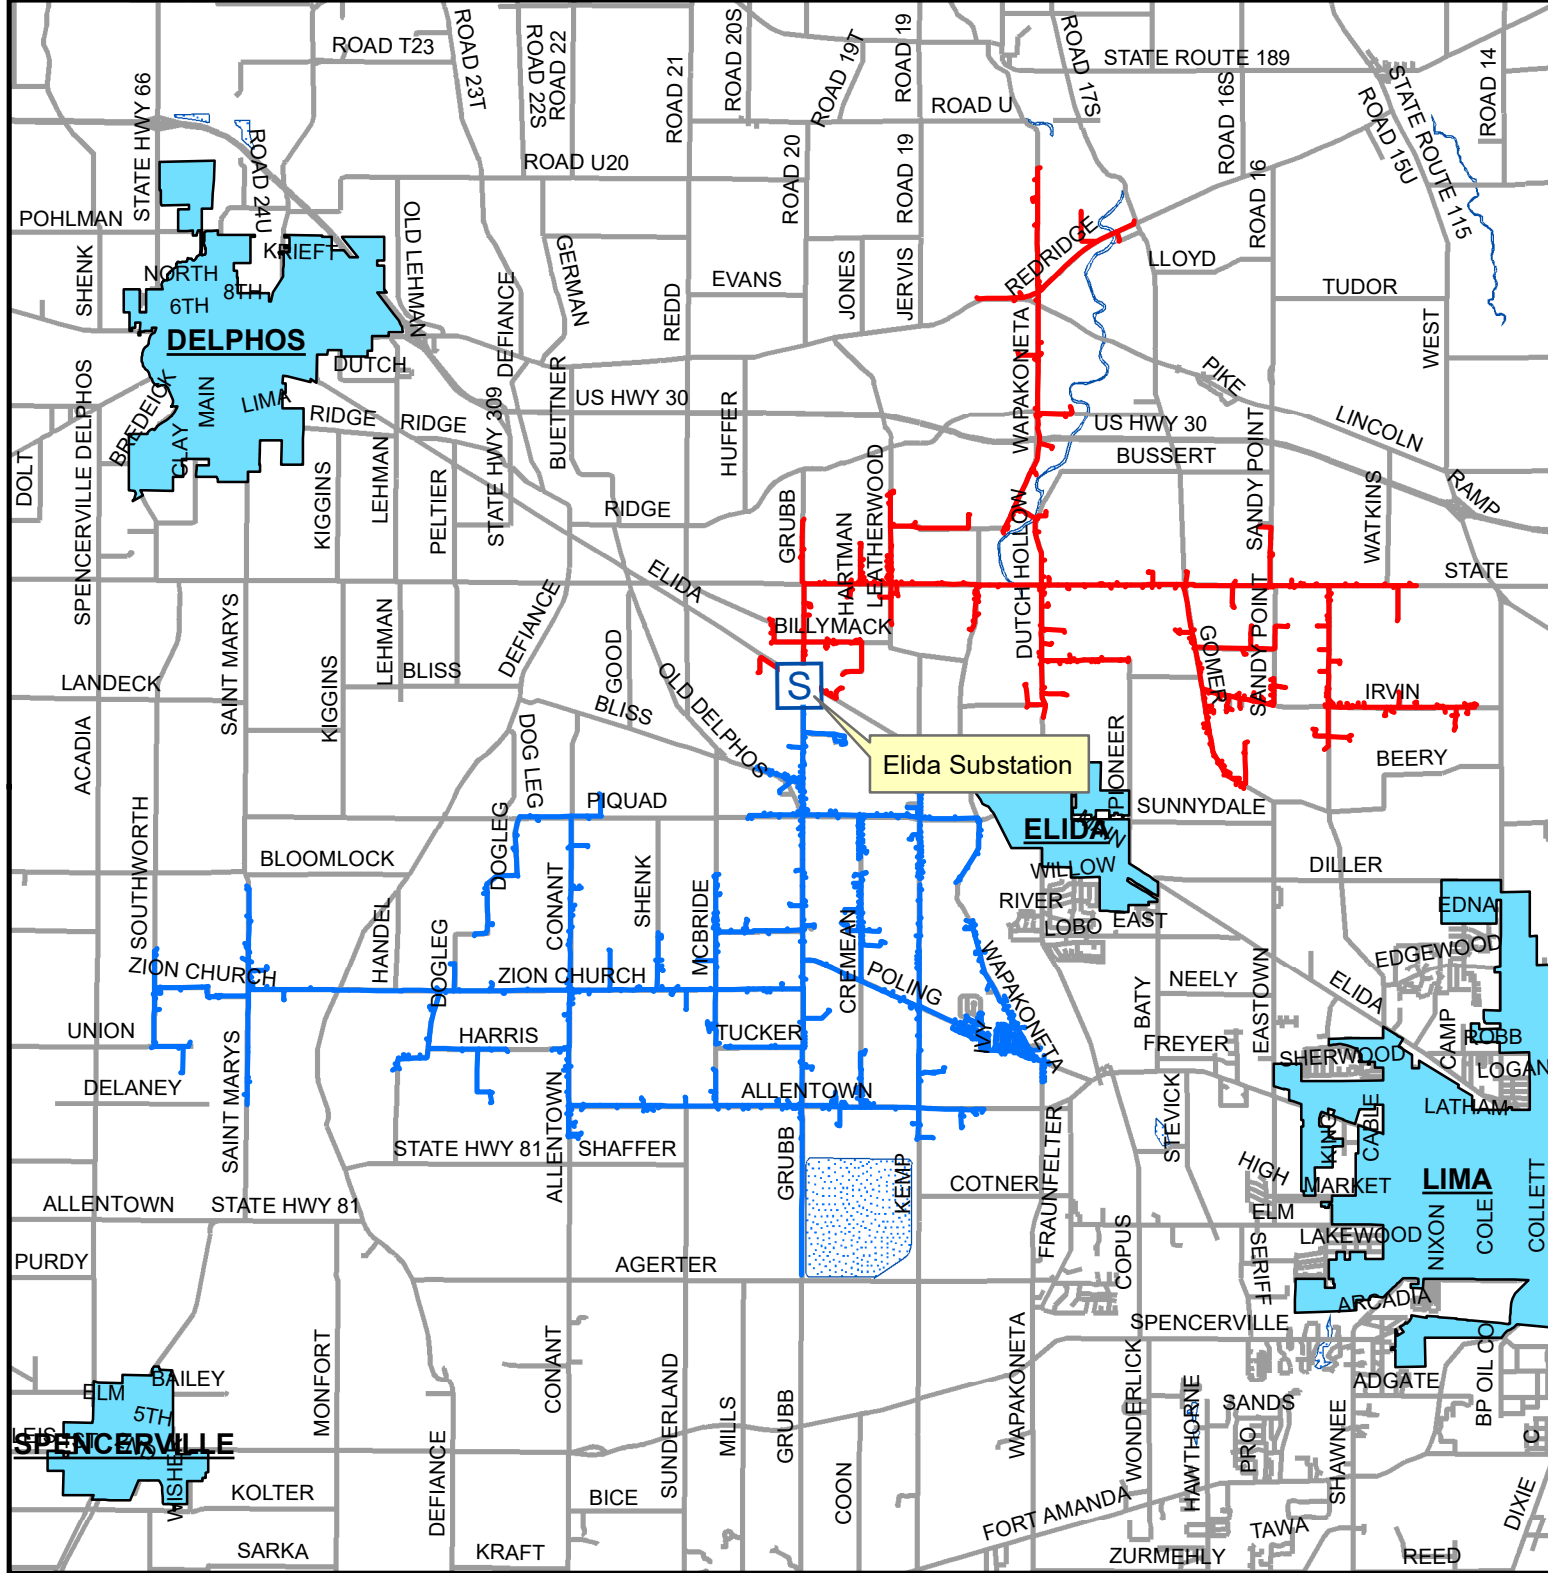 ROAD T23
ROAD 23T
ROAD 22S
ROAD 22
ROAD 21
ROAD 20S
ROAD 19T
ROAD 19
ROAD 17S
STATE ROUTE 189
ROAD 16S
ROAD 15U
STATE ROUTE 115
ROAD 14
STATE HWY 66
ROAD 24U
ROAD U20
ROAD U
ROAD 20
ROAD 19
ROAD 16
POHLMAN
SHENK
NORTH
KRIEFT
6TH
8TH
DELPHOS
OLD LEHMAN
DEFIANCE
GERMAN
REDD
EVANS
JONES
JERVIS
REDRIDGE
WAPAKONETA
LLOYD
TUDOR
WEST
DUTCH
BREDEICK
CLAY
MAIN
LIMA
RIDGE
RIDGE
STATE HWY 309
BUETTNER
US HWY 30
HUFFER
PIKE
LINCOLN
US HWY 30
BUSSERT
SANDY POINT
WATKINS
RAMP
DOLT
SPENCERVILLE DELPHOS
KIGGINS
LEHMAN
PELTIER
RIDGE
GRUBB
HARTMAN
LEATHERWOOD
DUTCH HOLLOW
STATE
ELIDA
BILLYMACK
SAINT MARYS
LEHMAN
BLISS
DEFIANCE
GOOD
OLD DELPHOS
BLISS
S
GOMER
SANDY POINT
IRVIN
LANDECK
ACADIA
KIGGINS
DOG LEG
Elida Substation
PIONEER
BEERY
SUNNYDALE
PIQUAD
ELIDA
MAIN
WILLOW
DILLER
SOUTHWORTH
BLOOMLOCK
DOGLEG
CONANT
SHENK
MCBRIDE
CREMEAN
RIVER
LOBO
EAST
EDNA
EDGEWOOD
HANDEL
ZION CHURCH
DOGLEG
ZION CHURCH
POLING
WAPAKONETA
BATY
NEELY
EASTOWN
ELIDA
CAMP
UNION
HARRIS
TUCKER
IVY
FREYER
SHERWOOD
ROBB
LOGAN
DELANEY
SAINT MARYS
ALLENTOWN
ALLENTOWN
STEVICK
LATHAM
KING
CABLE
STATE HWY 81
SHAFFER
GRUBB
KEMP
COTNER
FRAUNFELTER
HIGH
MARKET
LIMA
ALLENTOWN
STATE HWY 81
ELM
LAKEWOOD
NIXON
COLE
COLLETT
PURDY
AGERTER
COPUS
SERIFF
ARCADIA
SPENCERVILLE
MONFORT
CONANT
SUNDERLAND
MILLS
GRUBB
WAPAKONETA
WONDERLICK
HAWTHORNE
SANDS
PRO
SHAWNEE
ADGATE
BP OIL CO
ELM
BAILEY
5TH
SPENCERVILLE
KOLTER
DEFIANCE
BICE
COON
FORT AMANDA
TAWA
DIXIE
C
SARKA
KRAFT
ZURMEHLY
REED